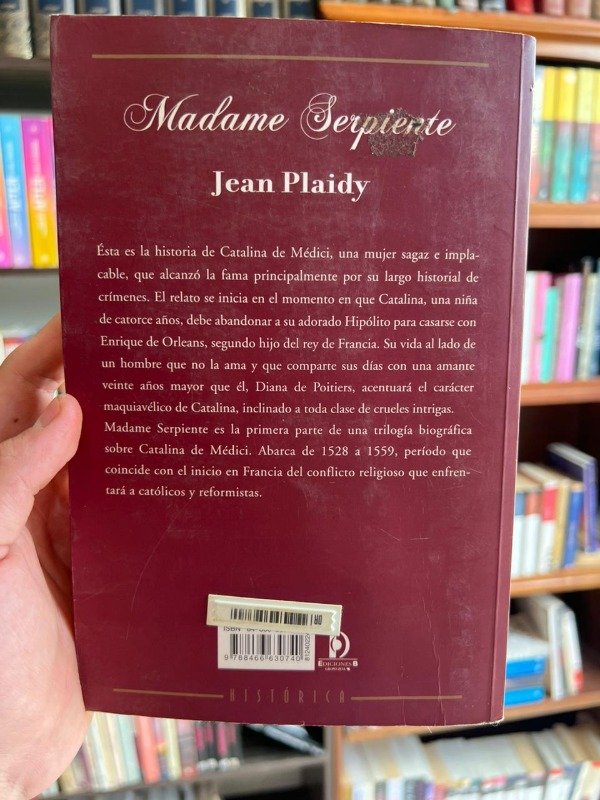 Madame Serpiente
Jean Plaidy
Ésta es la historia de Catalina de Médici, una mujer sagaz e impla-
cable, que alcanzó la fama principalmente por su largo historial de
crímenes. El relato se inicia en el momento en que Catalina, una niña
de catorce años, debe abandonar a su adorado Hipólito para casarse con
Enrique de Orleans, segundo hijo del rey de Francia. Su vida al lado de
un hombre que no la ama y que comparte sus días con una amante
veinte años mayor que él, Diana de Poitiers, acentuará el carácter
maquiavélico de Catalina, inclinado a toda clase de crueles intrigas.
Madame Serpiente es la primera parte de una trilogía biográfica
sobre Catalina de Médici. Abarca de 1528 a 1559, período que
coincide con el inicio en Francia del conflicto religioso que enfren-
tará a católicos y reformistas.
ISBN
9 788466 630740
EDICIONES B
GRUPO ZETA
HISTÓRICA